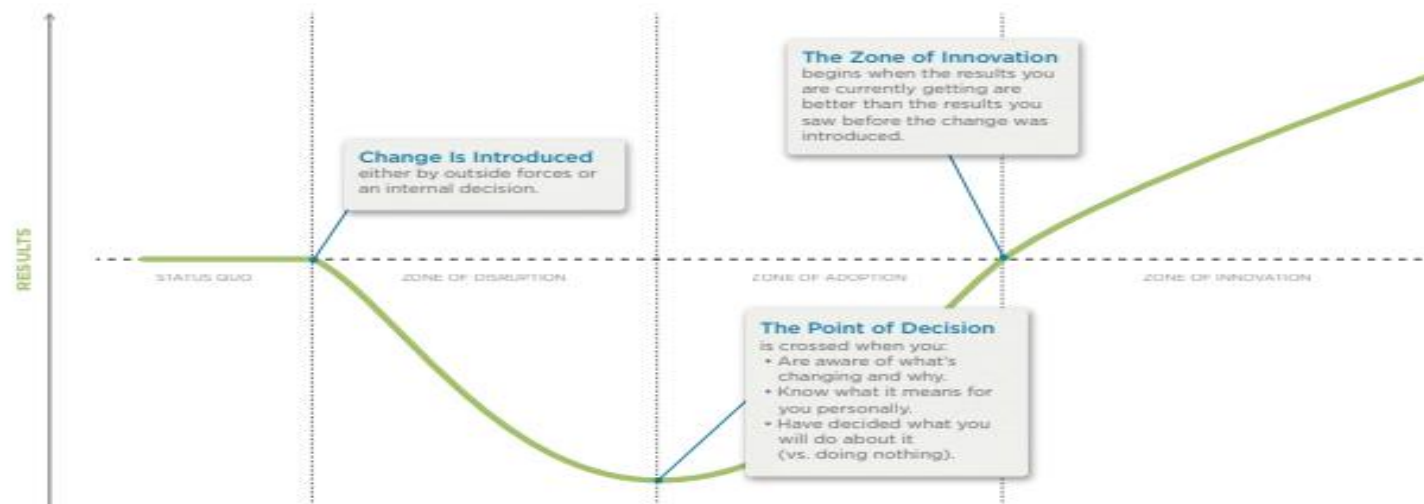 The Zone of Innovation
begins when the results you
are currently getting are
better than the results you
saw before the change was
introduced.
Change Is Introduced
either by outside forces or
an internal decision.
RESULTS
STATUS QUO
ZONE OF DISRUPTION
ZONE OF ADOPTION
ZONE OF INNOVATION
The Point of Decision
is crossed when you:
• Are aware of what's
changing and why.
• Know what it means for
you personally.
• Have decided what you
will do about it
(vs. doing nothing).